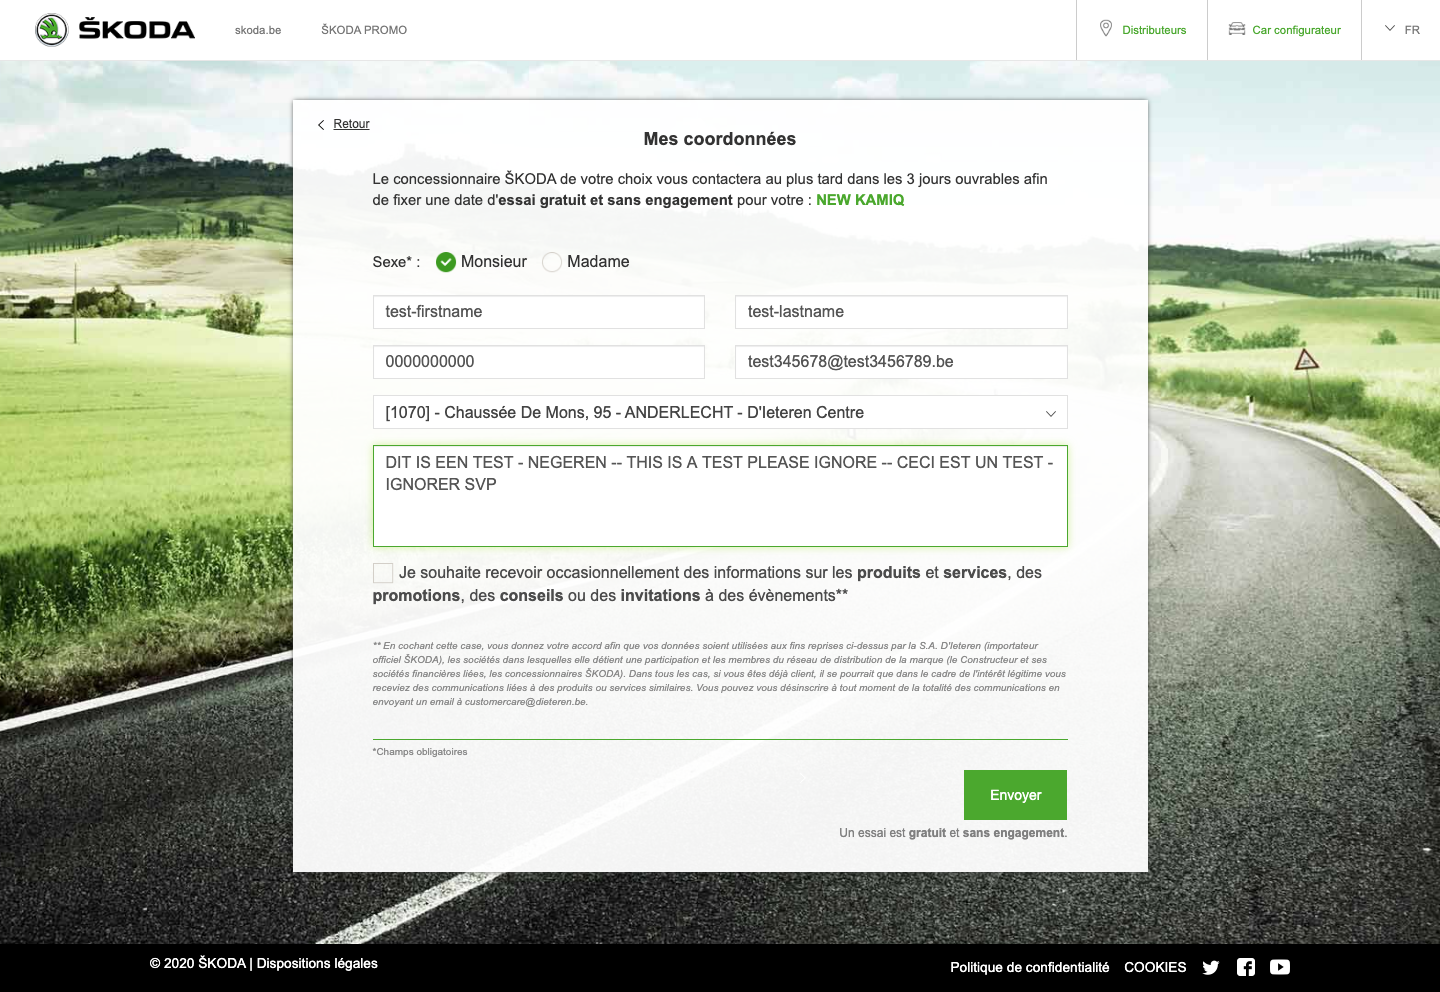 ŠKODA
skoda.be
ŠKODA PROMO
Distributeurs
Car configurateur
FR
Retour
Mes coordonnées
Le concessionnaire ŠKODA de votre choix vous contactera au plus tard dans les 3 jours ouvrables afin
de fixer une date d'essai gratuit et sans engagement pour votre : NEW KAMIQ
Sexe* : Monsieur Madame
test-firstname
test-lastname
0000000000
test345678@test3456789.be
[1070] - Chaussée De Mons, 95 - ANDERLECHT - D'Ieteren Centre
DIT IS EEN TEST - NEGEREN -- THIS IS A TEST PLEASE IGNORE -- CECI EST UN TEST -
IGNORER SVP
Je souhaite recevoir occasionnellement des informations sur les produits et services, des
promotions, des conseils ou des invitations à des évènements**
** En cochant cette case, vous donnez votre accord afin que vos données soient utilisées aux fins reprises ci-dessus par la S.A. D'Ieteren (importateur
officiel ŠKODA), les sociétés dans lesquelles elle détient une participation et les membres du réseau de distribution de la marque (le Constructeur et ses
sociétés financières liées, les concessionnaires ŠKODA). Dans tous les cas, si vous êtes déjà client, il se pourrait que dans le cadre de l'intérêt légitime vous
receviez des communications liées à des produits ou services similaires. Vous pouvez vous désinscrire à tout moment de la totalité des communications en
envoyant un email à customercare@dieteren.be.
*Champs obligatoires
Envoyer
Un essai est gratuit et sans engagement.
© 2020 ŠKODA | Dispositions légales
Politique de confidentialité
COOKIES